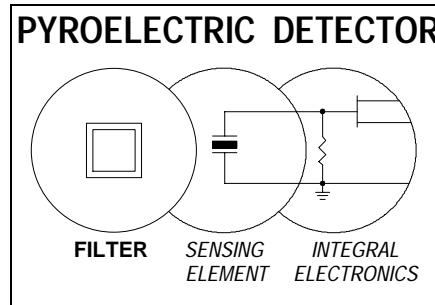 PYROELECTRIC DETECTOR
FILTER
SENSING
ELEMENT
INTEGRAL
ELECTRONICS